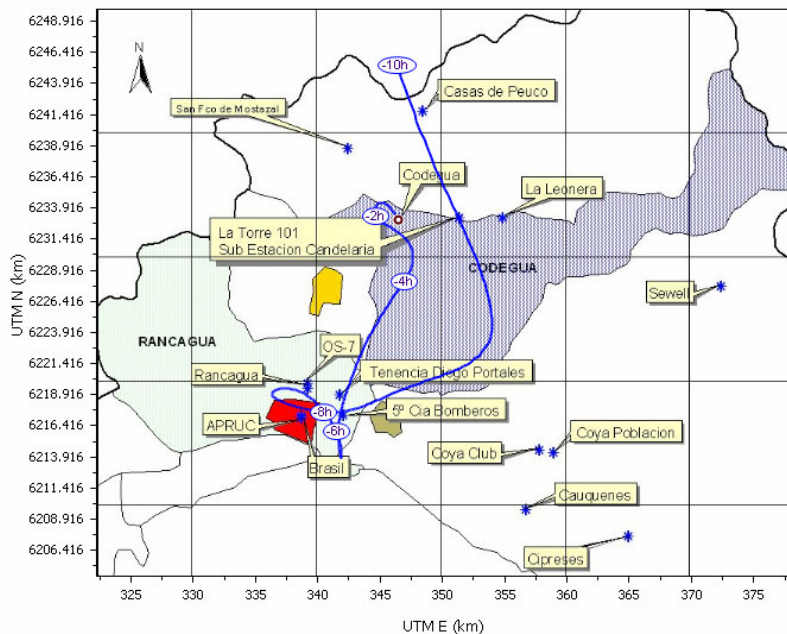 6248.916
6246.416
6243.916
6241.416
6238.916
6236.416
6233.916
6231.416
6228.916
6226.416
6223.916
6221.416
6218.916
6216.416
6213.916
6211.416
6208.916
6206.416
UTM N (km)
N
-10h
Casas de Peuco
San Fco de Mostazal
Codegua
La Leonera
-2h
La Torre 101
Sub Estacion Candelaria
CODEGUA
-4h
Sewell
RANCAGUA
OS-7
Rancagua
Tenencia Diego Portales
-8h
5º Cia Bomberos
APRUC
-6h
Coya Club
Coya Poblacion
Brasil
Cauquenes
Cipreses
325 330 335 340 345 350 355 360 365 370 375
UTM E (km)